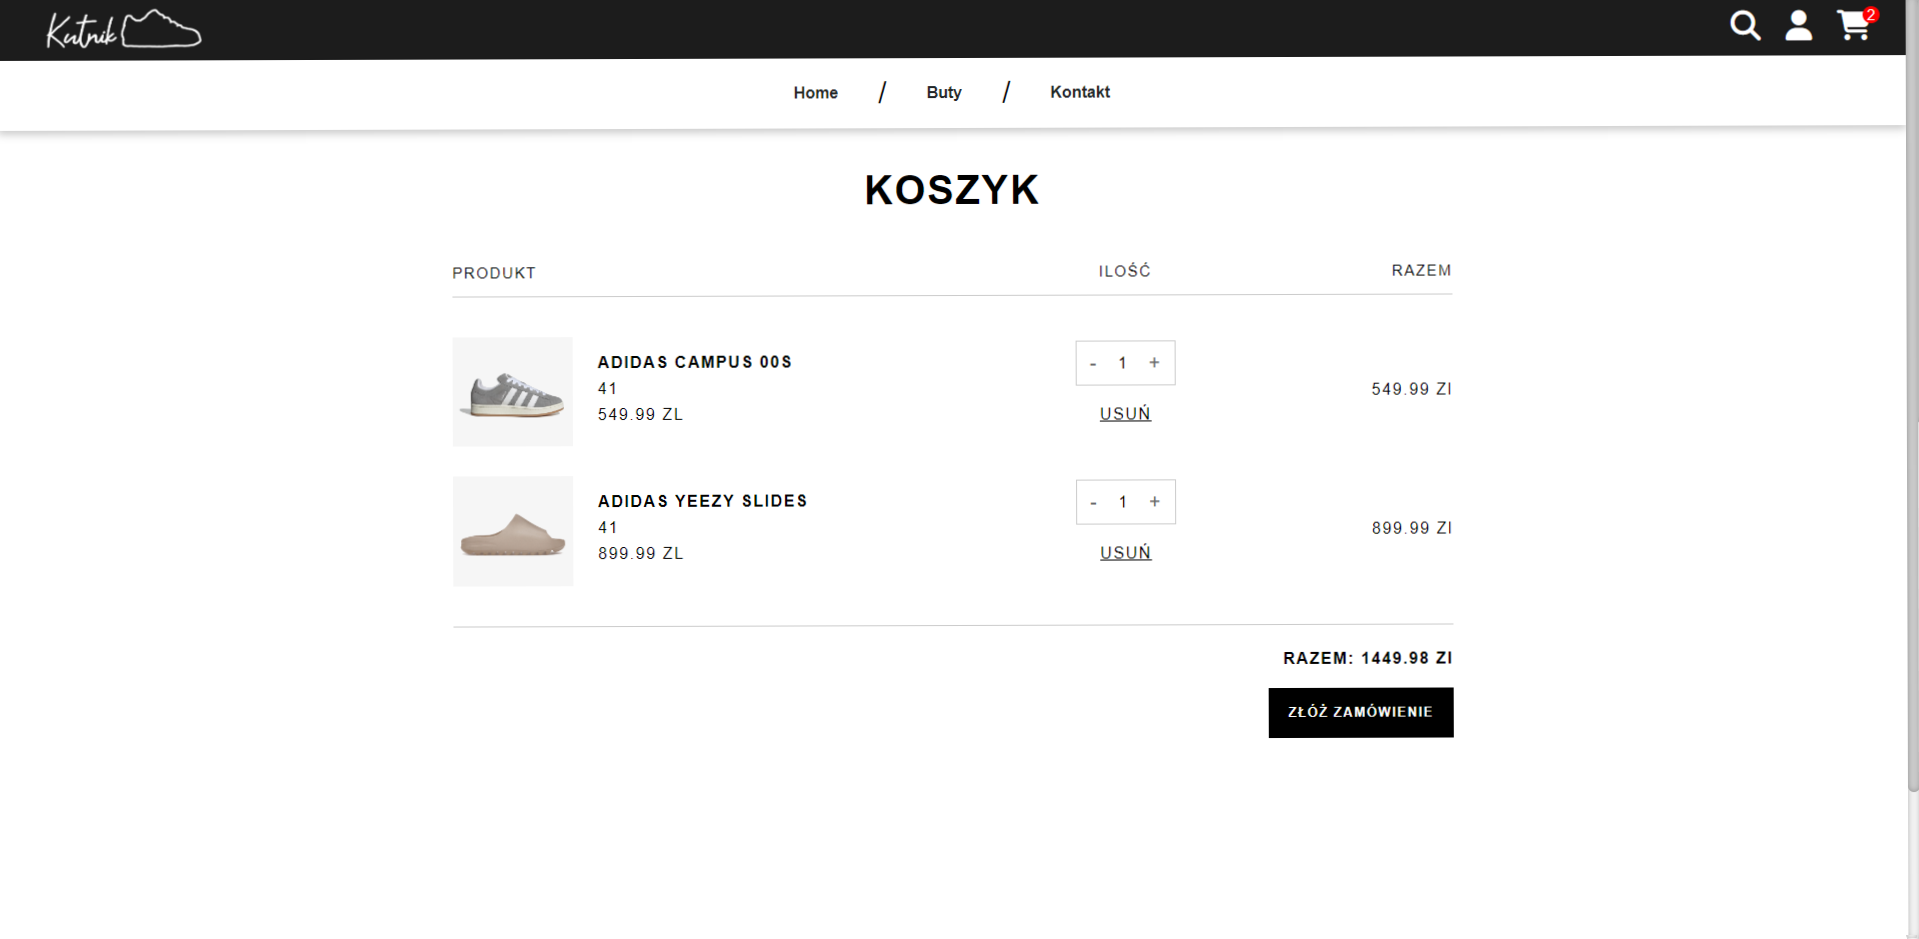 Kutnik
2
Home / Buty / Kontakt
KOSZYK
PRODUKT ILOŚĆ RAZEM
ADIDAS CAMPUS 00S
41
549.99 ZL
- 1 +
USUŃ
549.99 Zl
ADIDAS YEEZY SLIDES
41
899.99 ZL
- 1 +
USUŃ
899.99 Zl
RAZEM: 1449.98 Zl
ZŁÓŻ ZAMÓWIENIE